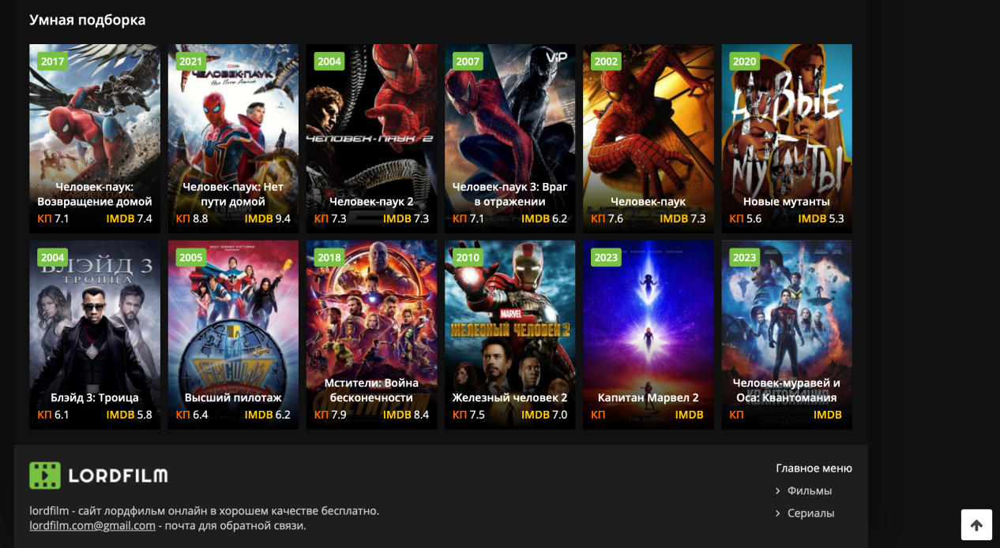 Умная подборка
2017
2021
2004
2007
2002
2020
ЧЕЛОВЕК-ПАУК
Нет Пути Домой
ЧЕЛОВЕК-ПАУК 2
VIP
НОВЫЕ
МУТАНТЫ
Человек-паук:
Возвращение домой
Человек-паук: Нет
пути домой
Человек-паук 2
Человек-паук 3: Враг
в отражении
Человек-паук
Новые мутанты
КП 7.1 IMDB 7.4
КП 8.8 IMDB 9.4
КП 7.3 IMDB 7.3
КП 7.1 IMDB 6.2
КП 7.6 IMDB 7.3
КП 5.6 IMDB 5.3
2004
2005
2018
2010
2023
2023
БЛЭЙД 3
ТРОИЦА
WALT DISNEY PICTURES
ВЫСШИЙ
MARVEL
ЖЕЛЕЗНЫЙ ЧЕЛОВЕК 2
Блэйд 3: Троица
Высший пилотаж
Мстители: Война
бесконечности
Железный человек 2
Капитан Марвел 2
Человек-муравей и
Оса: Квантомания
КП 6.1 IMDB 5.8
КП 6.4 IMDB 6.2
КП 7.9 IMDB 8.4
КП 7.5 IMDB 7.0
КП IMDB
КП IMDB
LORDFILM
lordfilm - сайт лордфильм онлайн в хорошем качестве бесплатно.
lordfilm.com@gmail.com - почта для обратной связи.
Главное меню
Фильмы
Сериалы